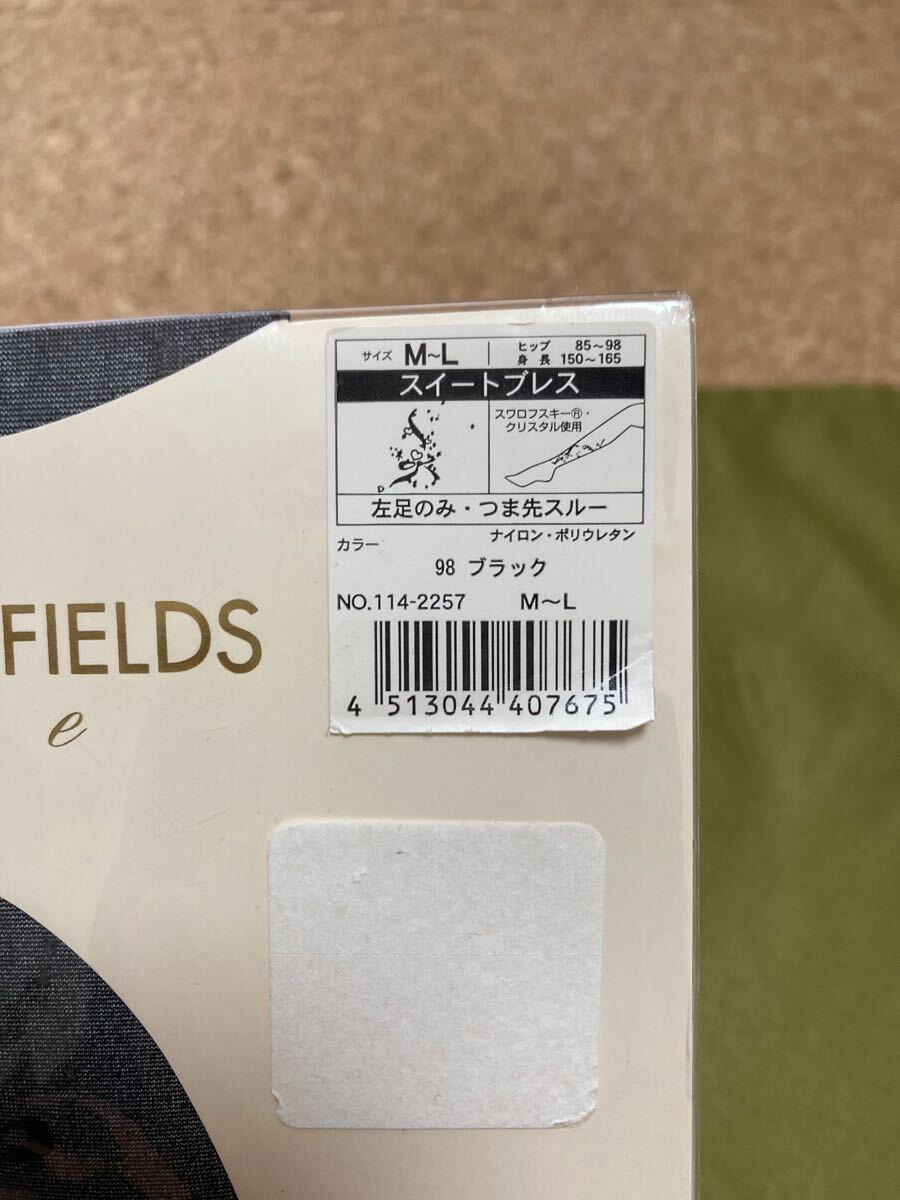 サイズ M～L ヒップ 85～98
身長 150～165
スイートブレス
スワロフスキー®・
クリスタル使用
D
左足のみ・つま先スルー
ナイロン・ポリウレタン
カラー
98 ブラック
NO.114-2257 M～L
4 513044 407675
FIELDS
e